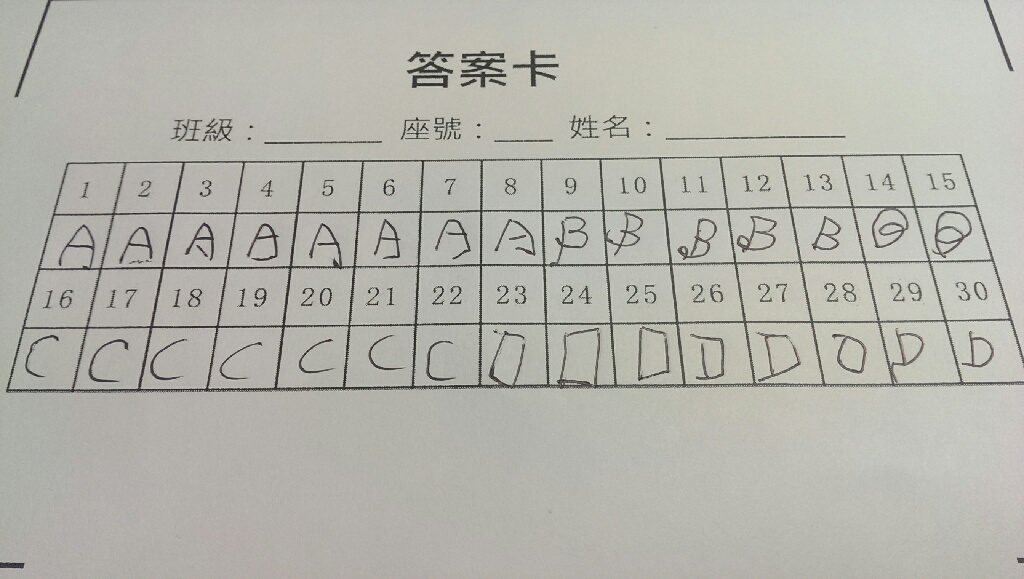 答案卡
班級：________ 座號：____ 姓名：____________
1 2 3 4 5 6 7 8 9 10 11 12 13 14 15
A A A A A A A A B B B B B
16 17 18 19 20 21 22 23 24 25 26 27 28 29 30
C C C C C C C D D D D D D D D